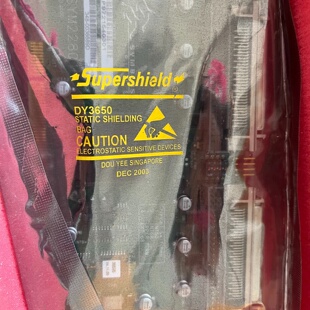 Supershield
DY3650
STATIC SHIELDING
BAG
CAUTION
ELECTROSTATIC SENSITIVE DEVICES
DOU YEE SINGAPORE
DEC 2007